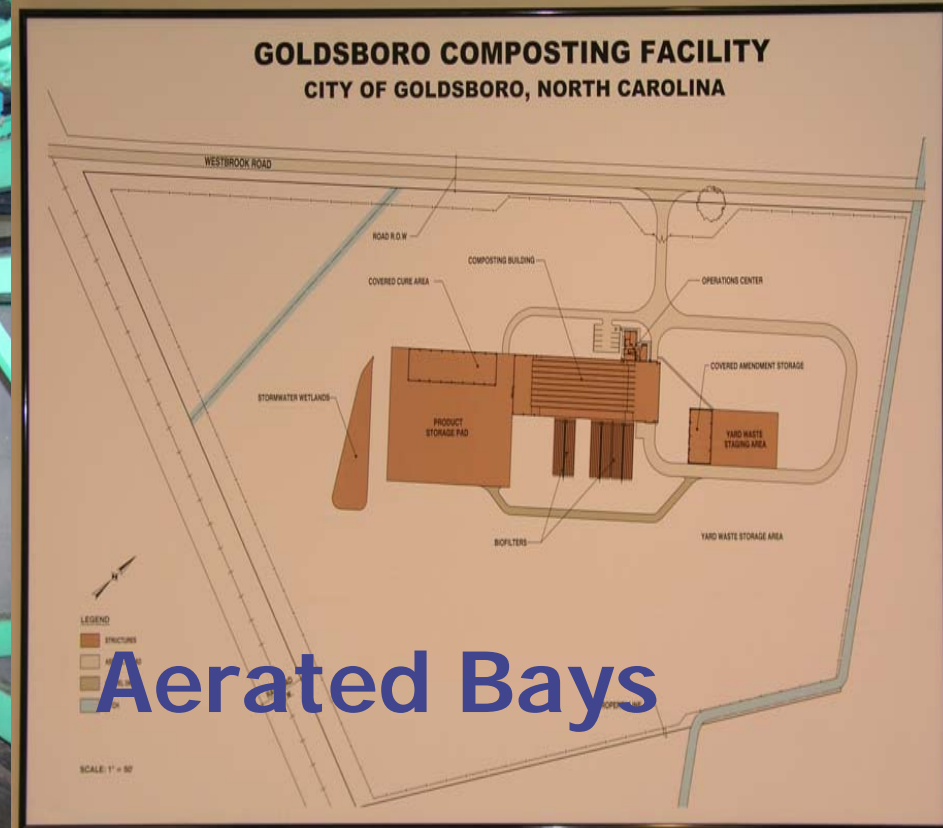 GOLDSBORO COMPOSTING FACILITY
CITY OF GOLDSBORO, NORTH CAROLINA
WESTBROOK ROAD
ROAD R.O.W
COMPOSTING BUILDING
COVERED CURE AREA
OPERATIONS CENTER
COVERED AMENDMENT STORAGE
STORMWATER WETLANDS
PRODUCT
STORAGE PAD
YARD WASTE
STAGING AREA
BIOFILTERS
YARD WASTE STORAGE AREA
N
LEGEND
STRUCTURES
Aerated Bays
SCALE: 1" = 50'